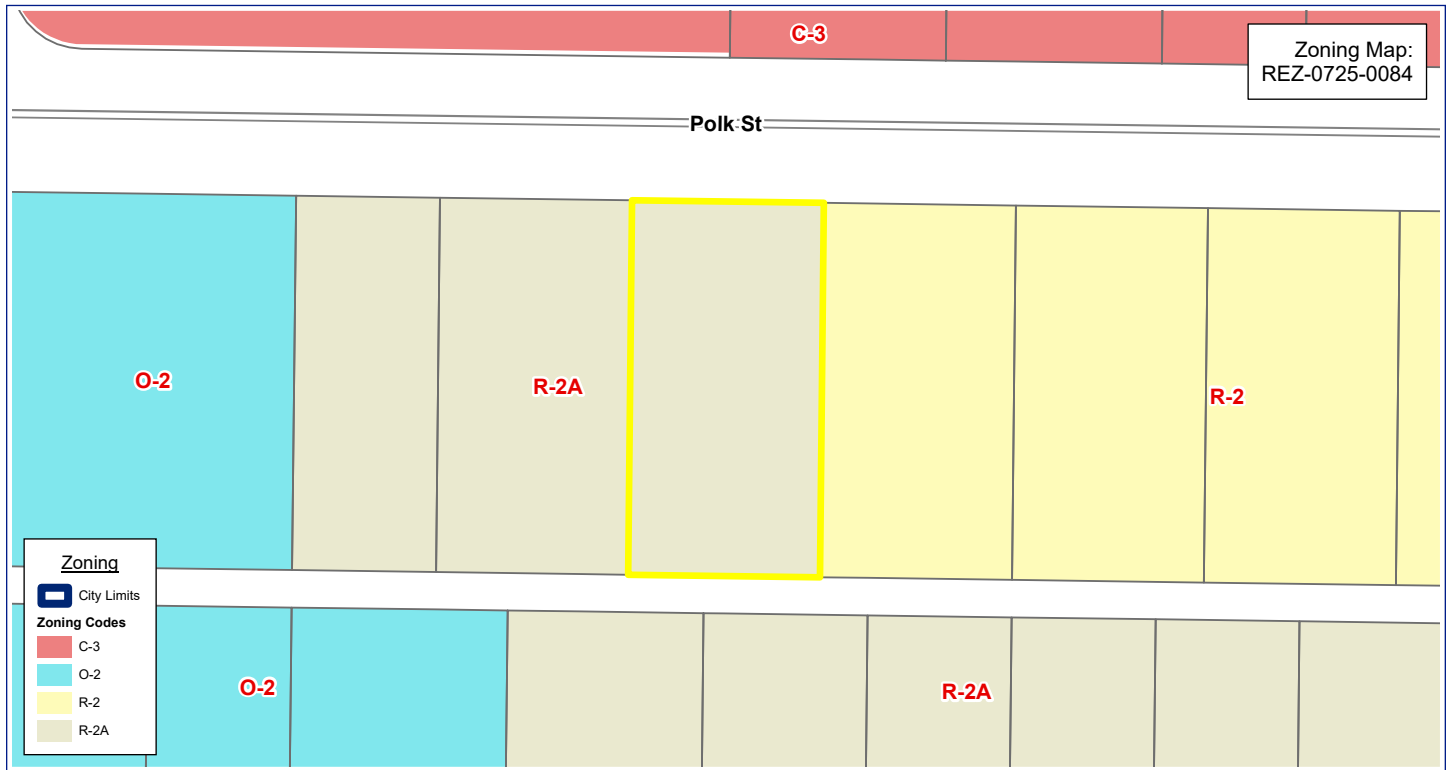 C-3
Zoning Map:
REZ-0725-0084
Polk St
O-2
R-2A
R-2
Zoning
City Limits
Zoning Codes
C-3
O-2
R-2
R-2A
O-2
R-2A